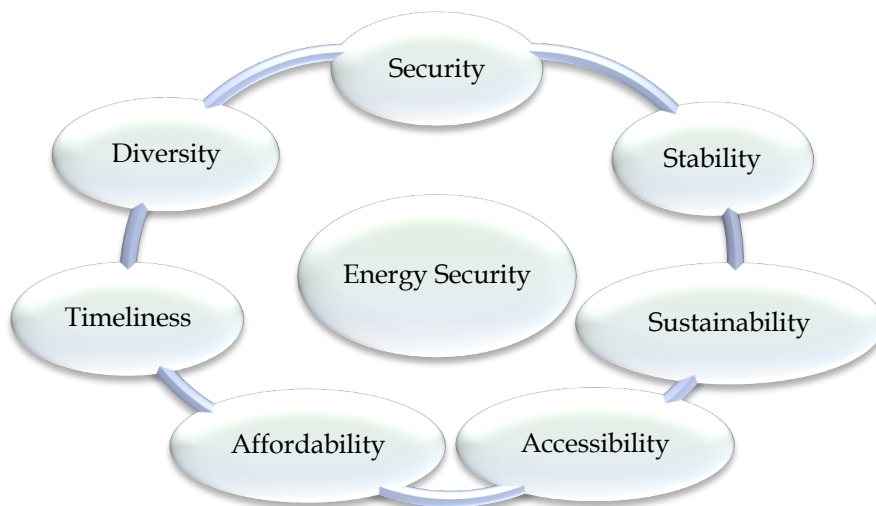 Security
Diversity
Stability
Energy Security
Timeliness
Sustainability
Affordability
Accessibility